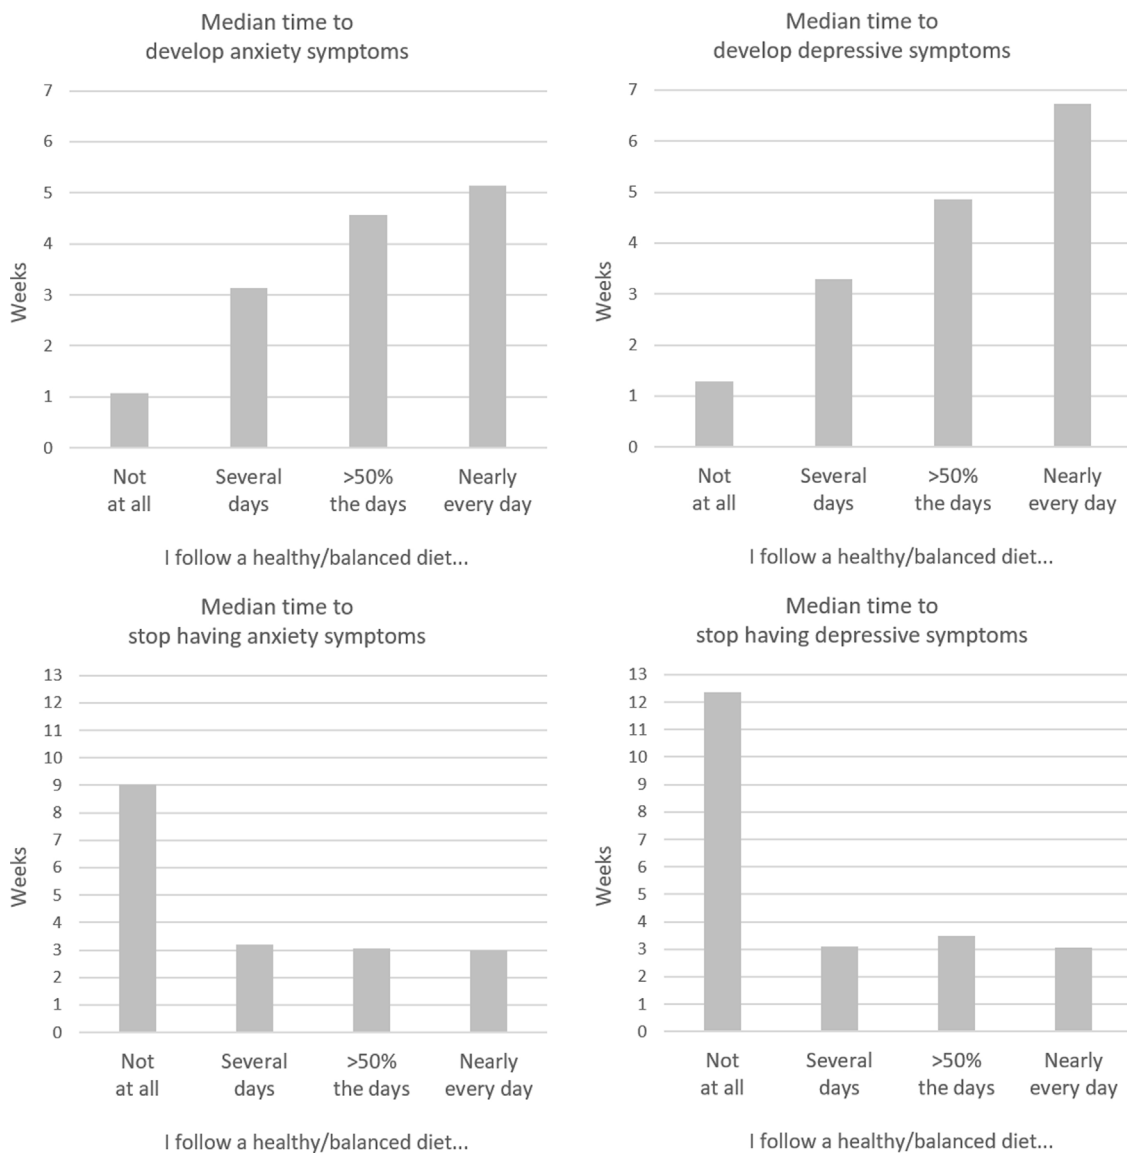 Median time to
develop anxiety symptoms
7
6
5
4
3
2
1
0
Weeks
Not
at all
Several
days
>50%
the days
Nearly
every day
I follow a healthy/balanced diet...
Median time to
develop depressive symptoms
7
6
5
4
3
2
1
0
Weeks
Not
at all
Several
days
>50%
the days
Nearly
every day
I follow a healthy/balanced diet...
Median time to
stop having anxiety symptoms
13
12
11
10
9
8
7
6
5
4
3
2
1
0
Weeks
Not
at all
Several
days
>50%
the days
Nearly
every day
I follow a healthy/balanced diet...
Median time to
stop having depressive symptoms
13
12
11
10
9
8
7
6
5
4
3
2
1
0
Weeks
Not
at all
Several
days
>50%
the days
Nearly
every day
I follow a healthy/balanced diet...